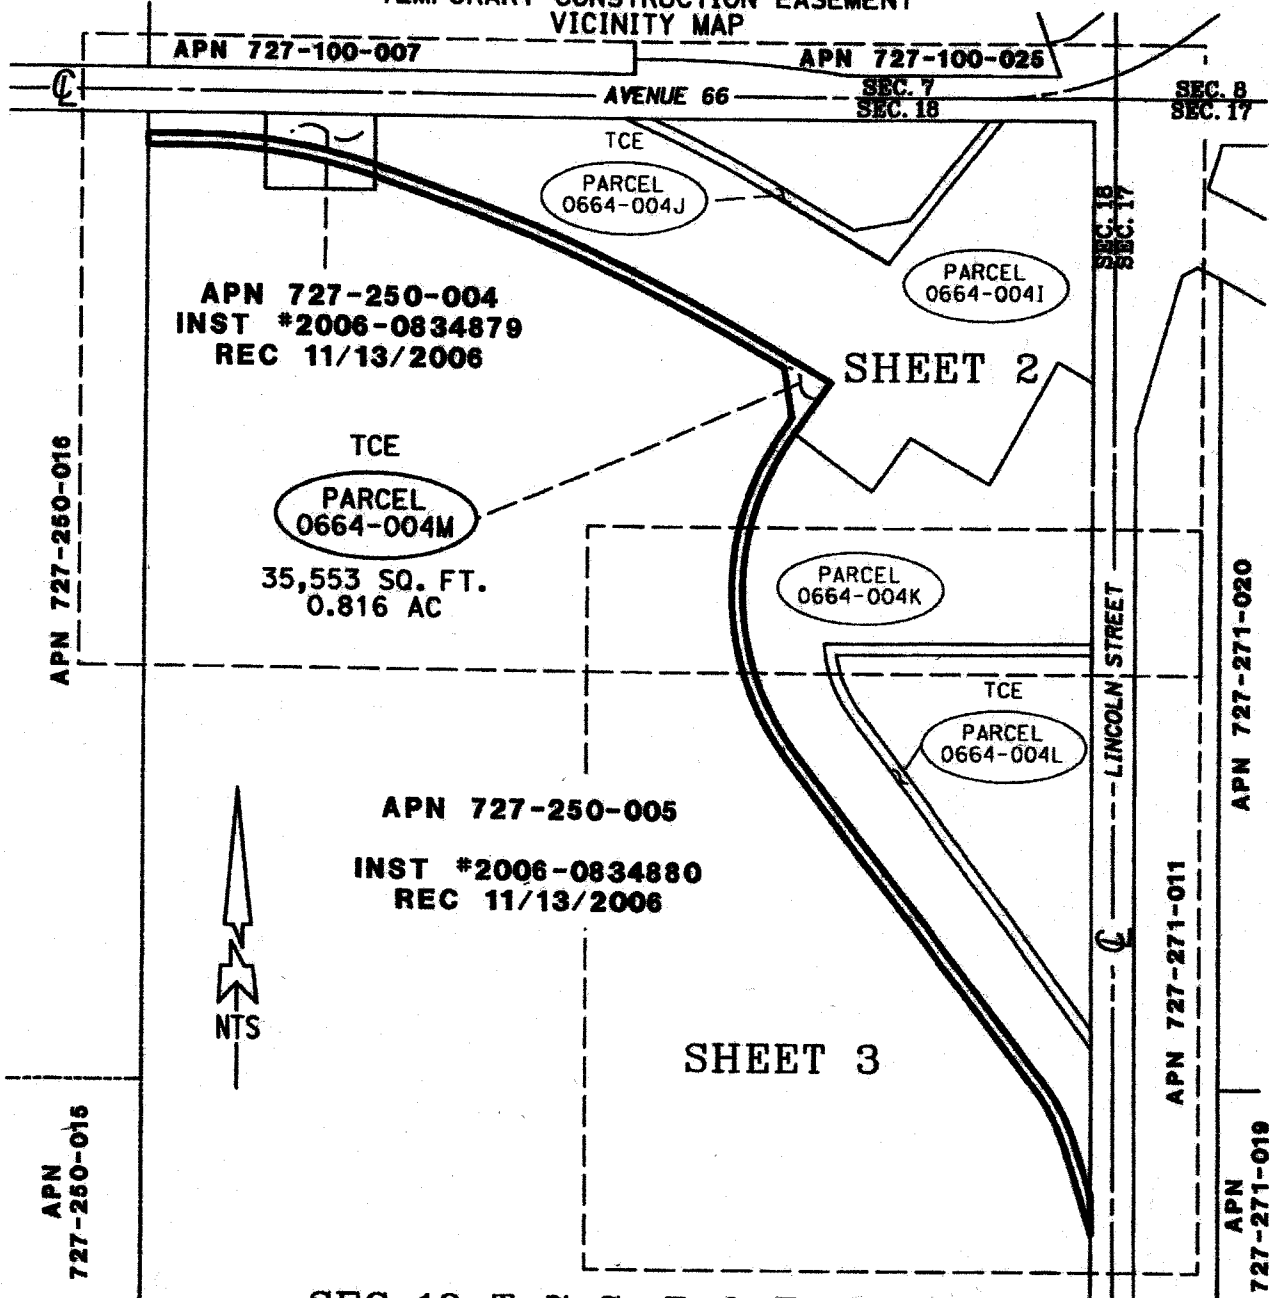 TEMPORARY CONSTRUCTION EASEMENT
VICINITY MAP
APN 727-100-007
APN 727-100-025
AVENUE 66
SEC. 7
SEC. 18
SEC. 8
SEC. 17
TCE
PARCEL
0664-004J
SEC. 18
SEC. 17
PARCEL
0664-004I
APN 727-250-004
INST #2006-0834879
REC 11/13/2006
SHEET 2
TCE
PARCEL
0664-004M
35,553 SQ. FT.
0.816 AC
APN 727-250-016
PARCEL
0664-004K
LINCOLN STREET
APN 727-271-020
TCE
PARCEL
0664-004L
APN 727-250-005
INST #2006-0834880
REC 11/13/2006
APN 727-271-011
NTS
SHEET 3
APN
727-250-015
APN
727-271-019